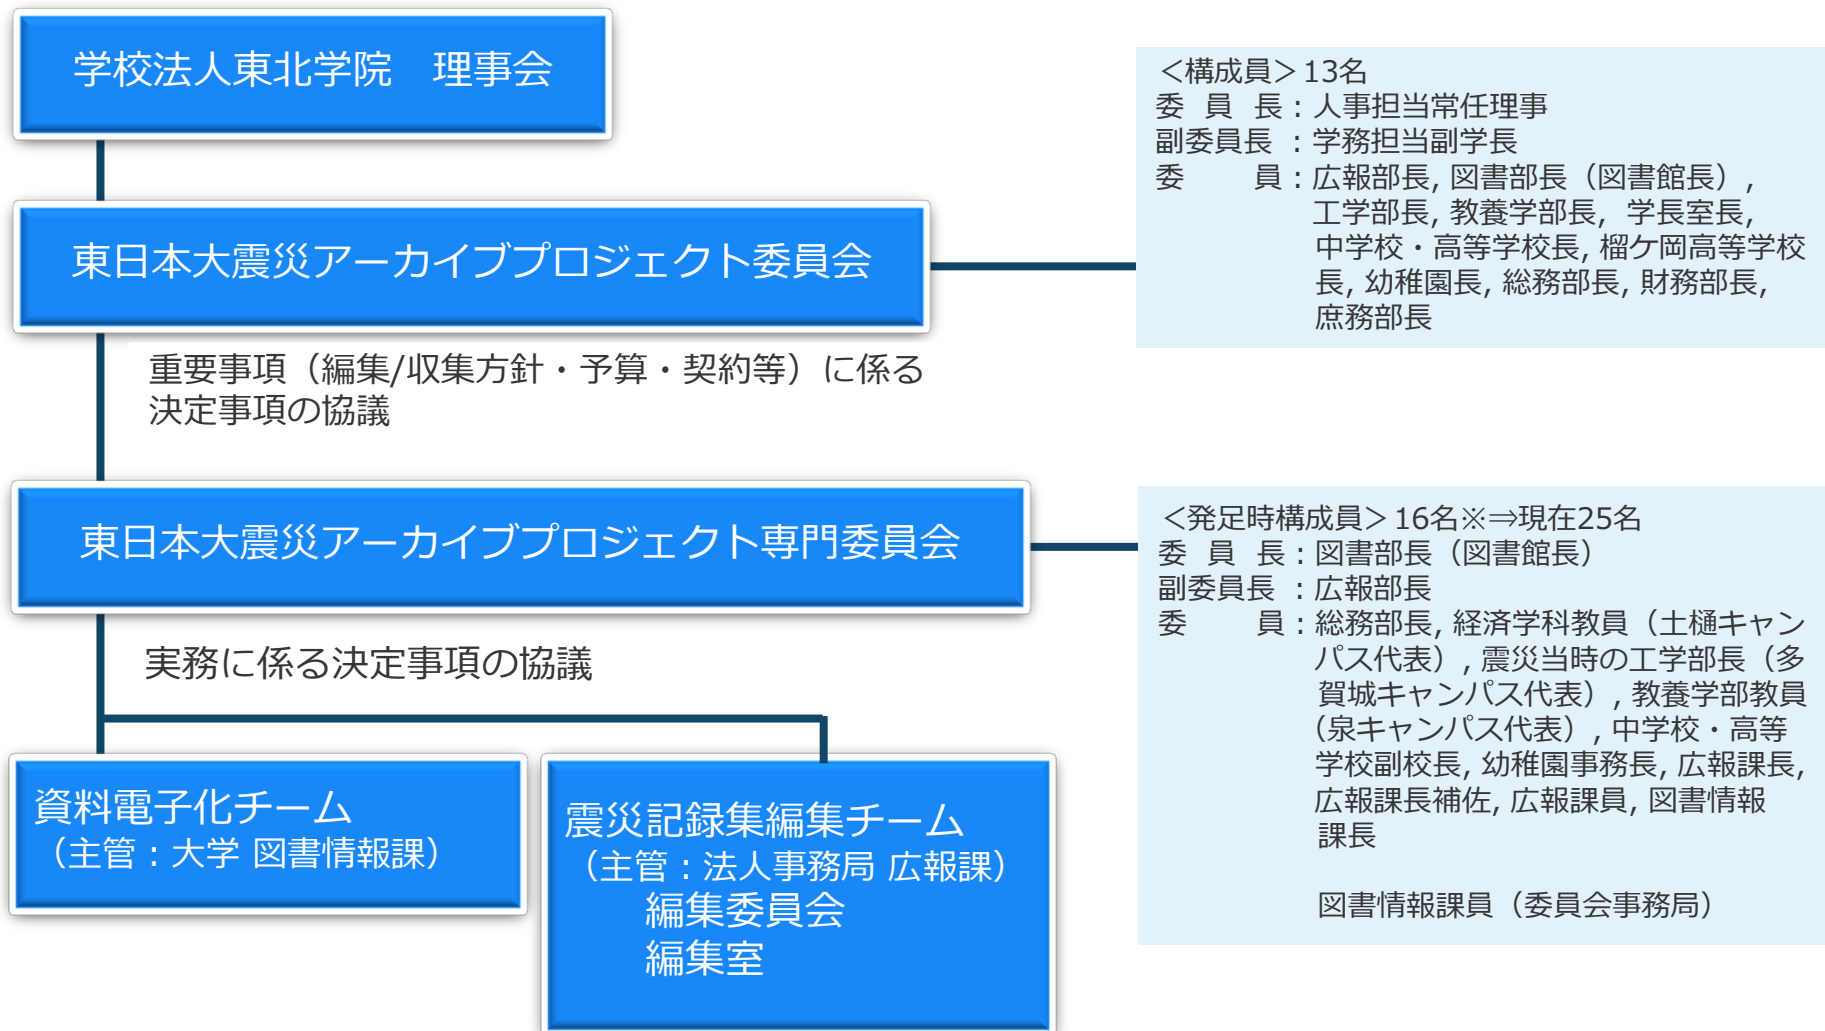 学校法人東北学院　理事会
東日本大震災アーカイブプロジェクト委員会
＜構成員＞13名
委 員 長：人事担当常任理事
副委員長 ：学務担当副学長
委　　員：広報部長, 図書部長（図書館長）,
工学部長, 教養学部長, 学長室長,
中学校・高等学校長, 榴ケ岡高等学校
長, 幼稚園長, 総務部長, 財務部長,
庶務部長
重要事項（編集/収集方針・予算・契約等）に係る
決定事項の協議
東日本大震災アーカイブプロジェクト専門委員会
＜発足時構成員＞16名※⇒現在25名
委 員 長：図書部長（図書館長）
副委員長 ：広報部長
委　　員：総務部長, 経済学科教員（土樋キャン
パス代表）, 震災当時の工学部長（多
賀城キャンパス代表）, 教養学部教員
（泉キャンパス代表）, 中学校・高等
学校副校長, 幼稚園事務長, 広報課長,
広報課長補佐, 広報課員, 図書情報
課長
図書情報課員（委員会事務局）
実務に係る決定事項の協議
資料電子化チーム
（主管：大学 図書情報課）
震災記録集編集チーム
（主管：法人事務局 広報課）
編集委員会
編集室